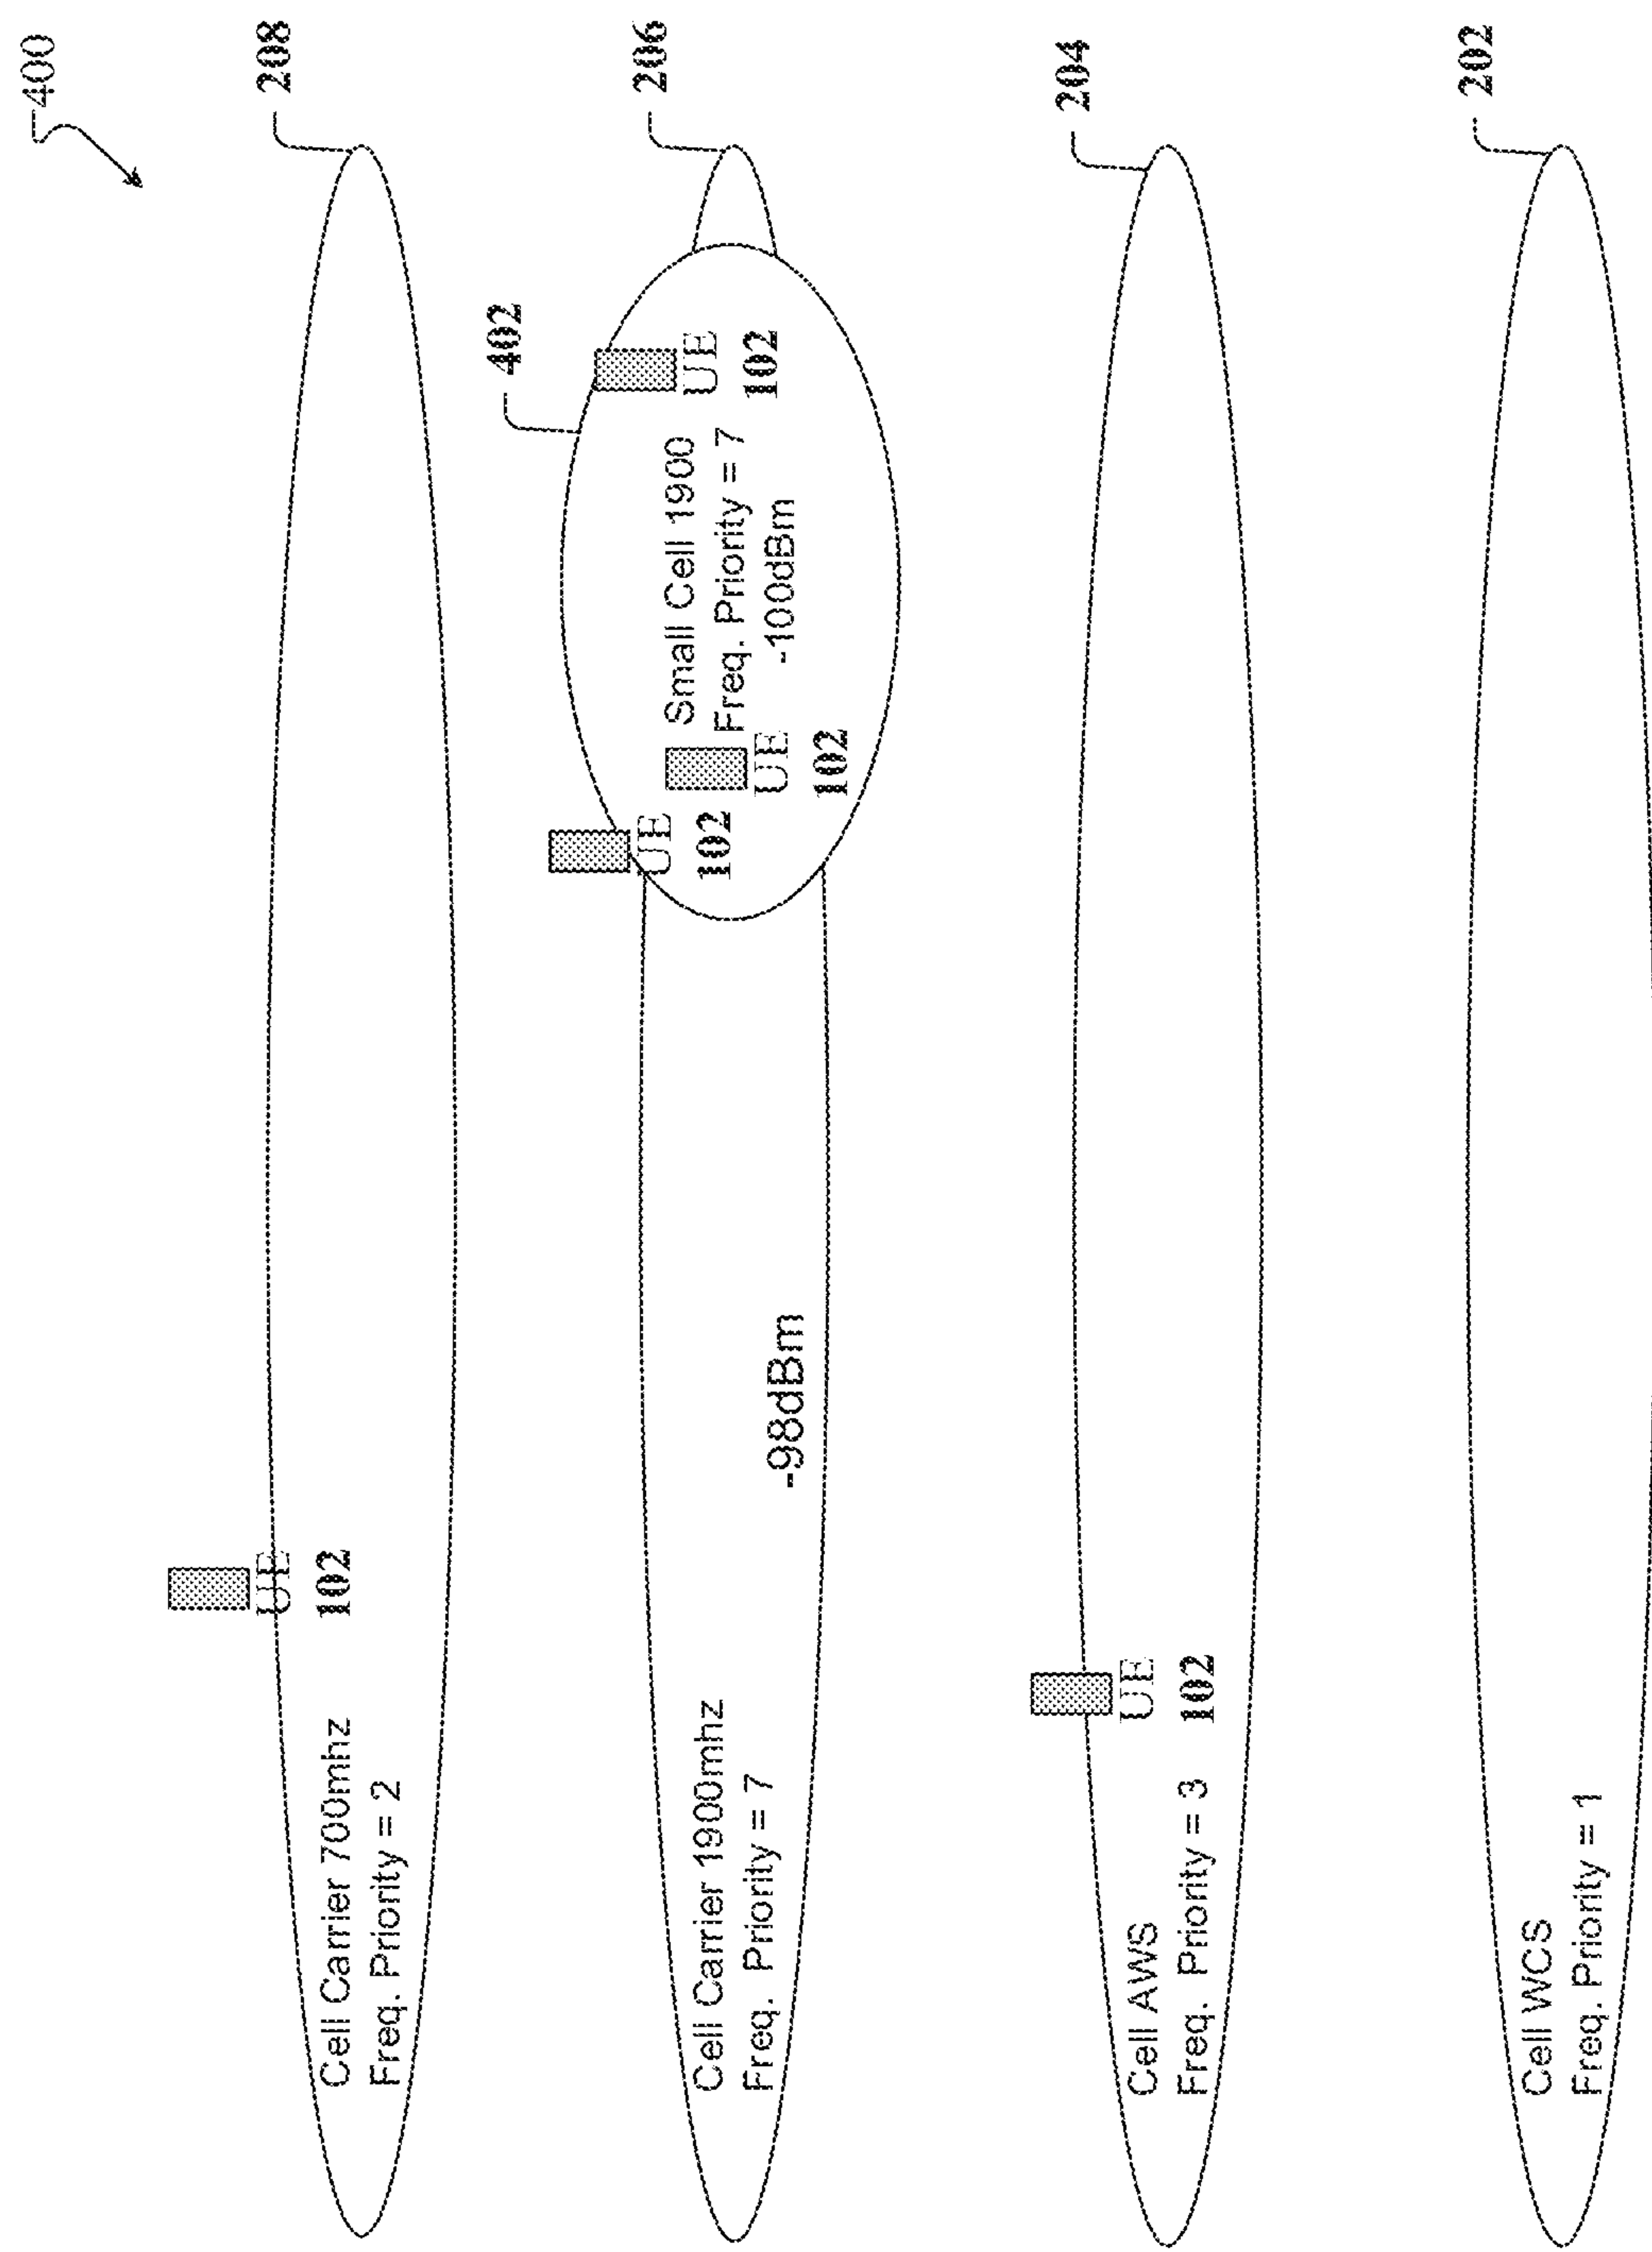 400
208
UE
102
Cell Carrier 700mhz
Freq. Priority = 2
206
402
UE
102
Small Cell 1900
Freq. Priority = 7
-100dBm
UE
102
UE
102
-98dBm
Cell Carrier 1900mhz
Freq. Priority = 7
204
UE
102
Cell AWS
Freq. Priority = 3
202
Cell WCS
Freq. Priority = 1